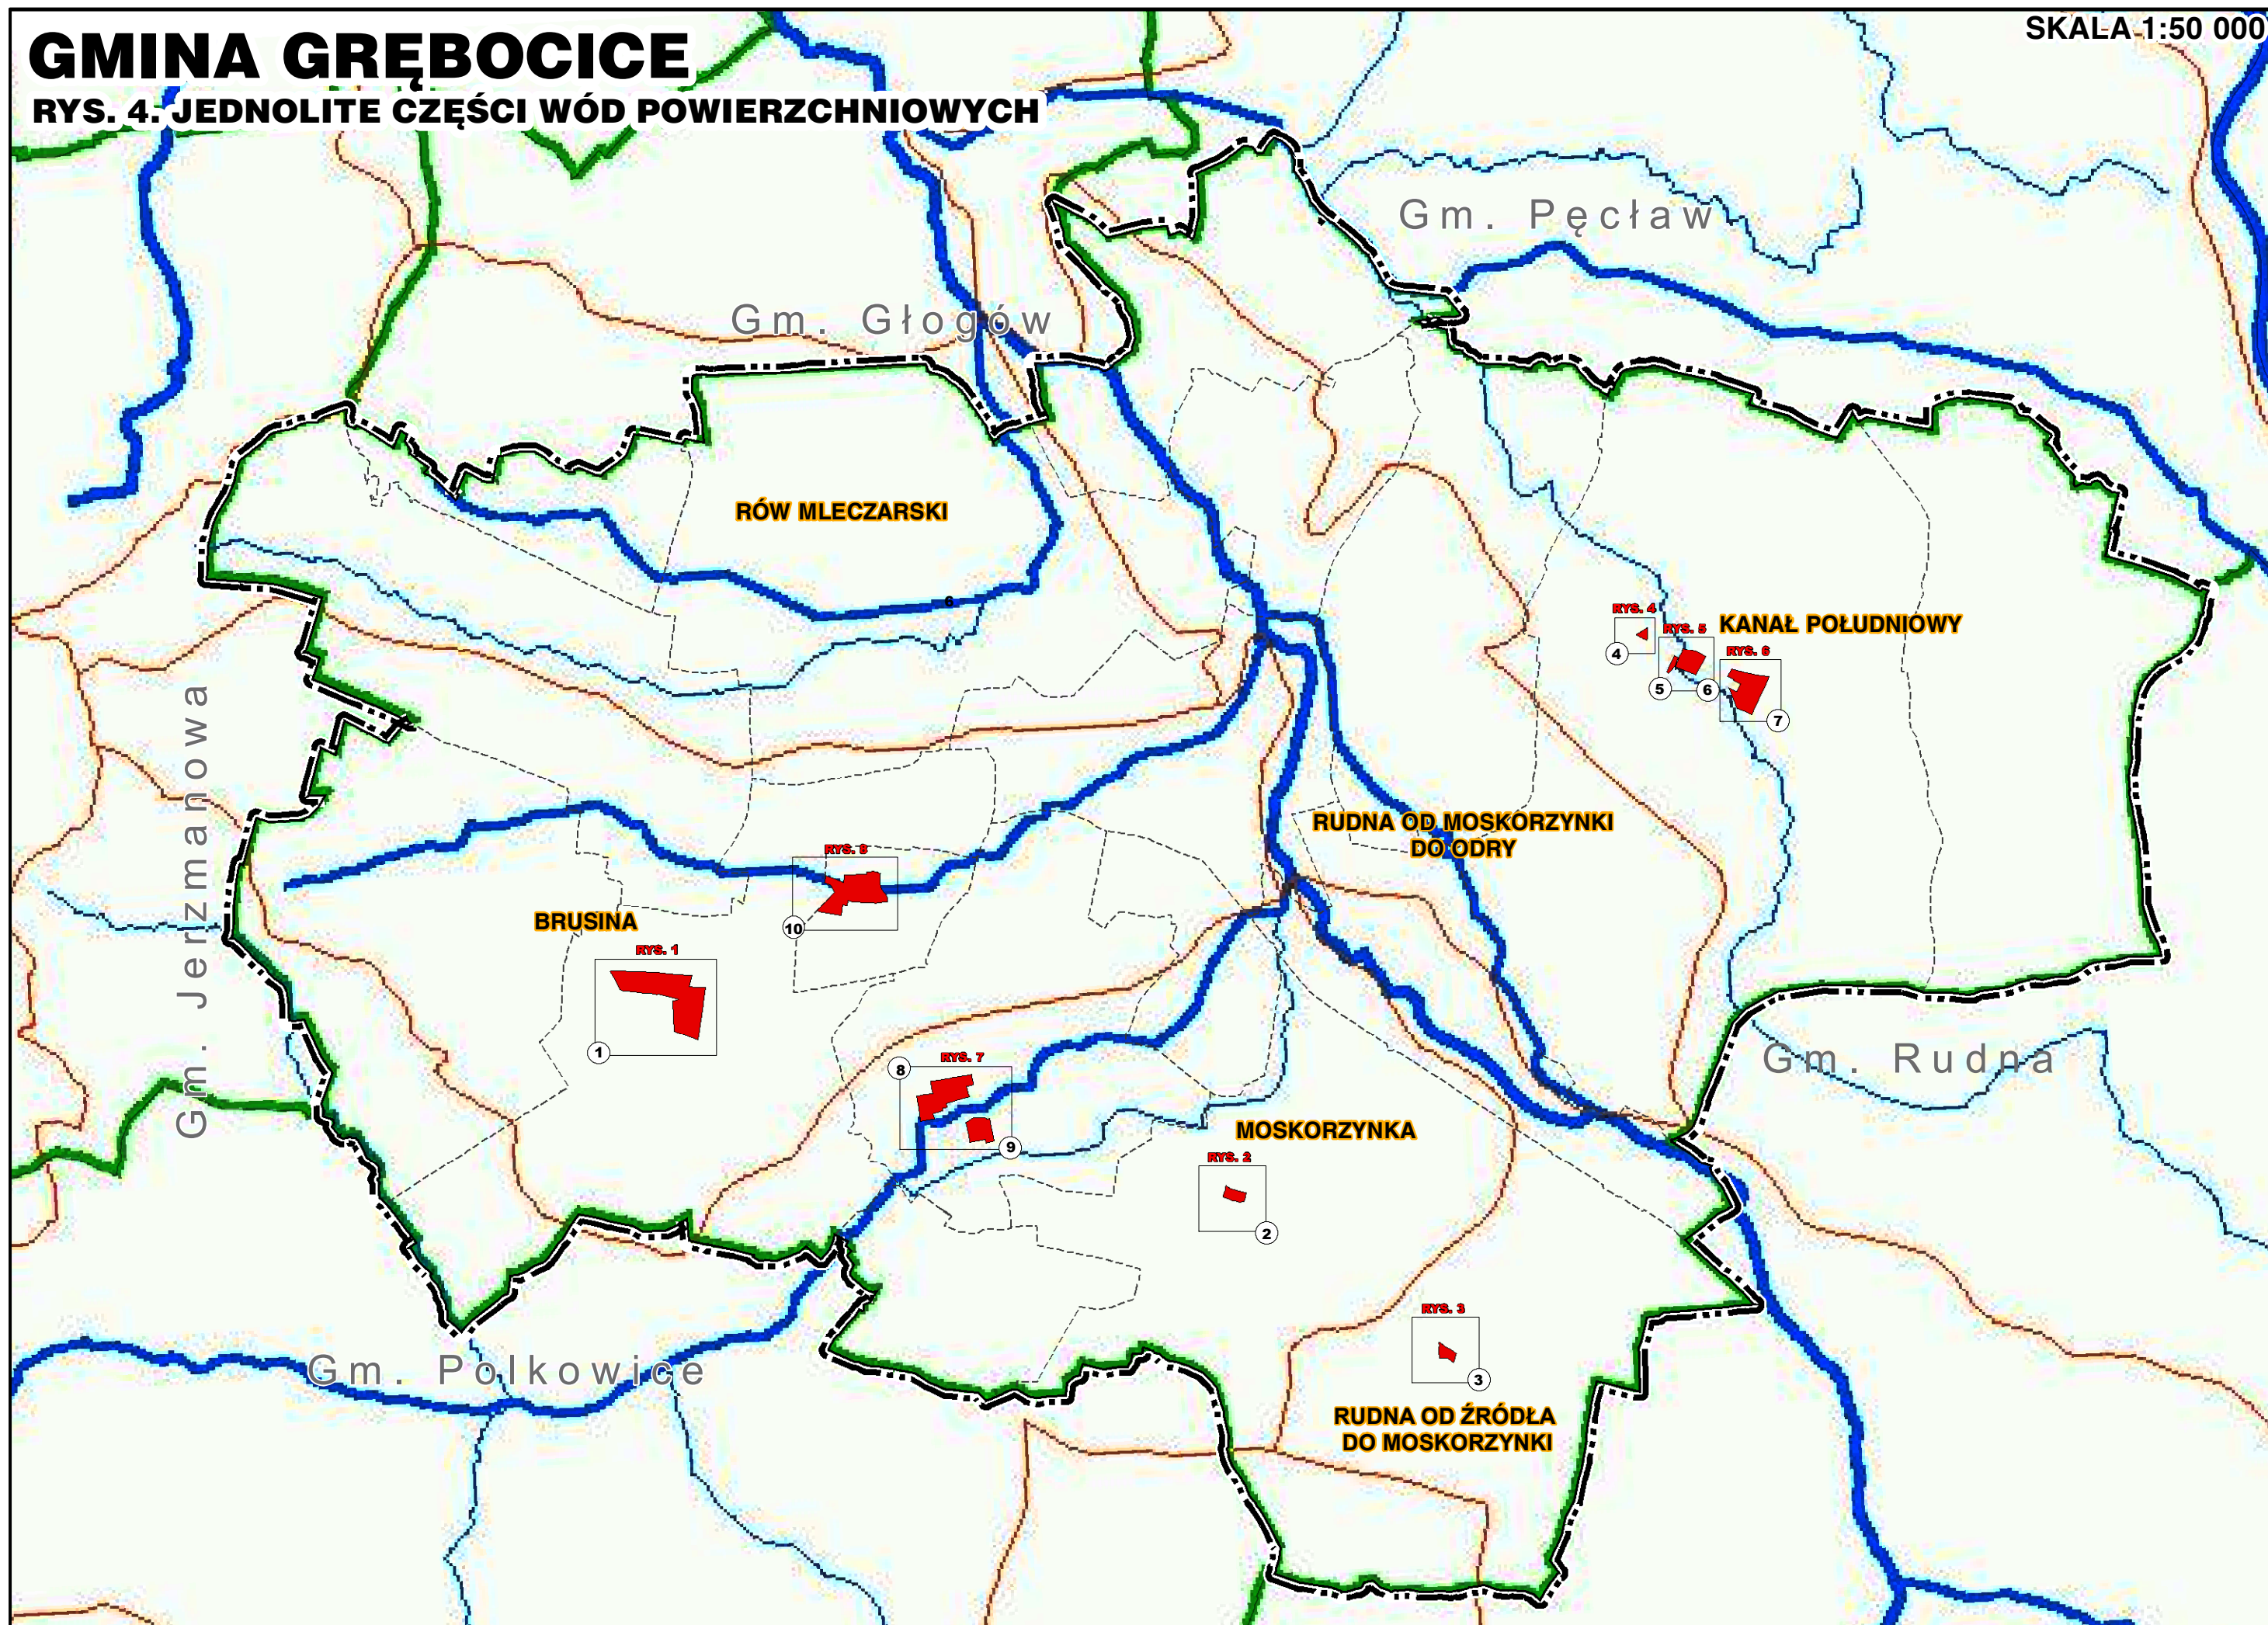 GMINA GRĘBOCICE
SKALA 1:50 000
RYS. 4. JEDNOLITE CZĘŚCI WÓD POWIERZCHNIOWYCH
Gm. Pęcław
Gm. Głogów
RÓW MLECZARSKI
6
RYS. 4
4
RYS. 5
5
KANAŁ POŁUDNIOWY
RYS. 6
6
7
Gm. Jerzmanowa
RUDNA OD MOSKORZYNKI
DO ODRY
RYS. 8
10
BRUSINA
RYS. 1
1
RYS. 7
8
9
Gm. Rudna
MOSKORZYNKA
RYS. 2
2
RYS. 3
3
Gm. Polkowice
RUDNA OD ŹRÓDŁA
DO MOSKORZYNKI